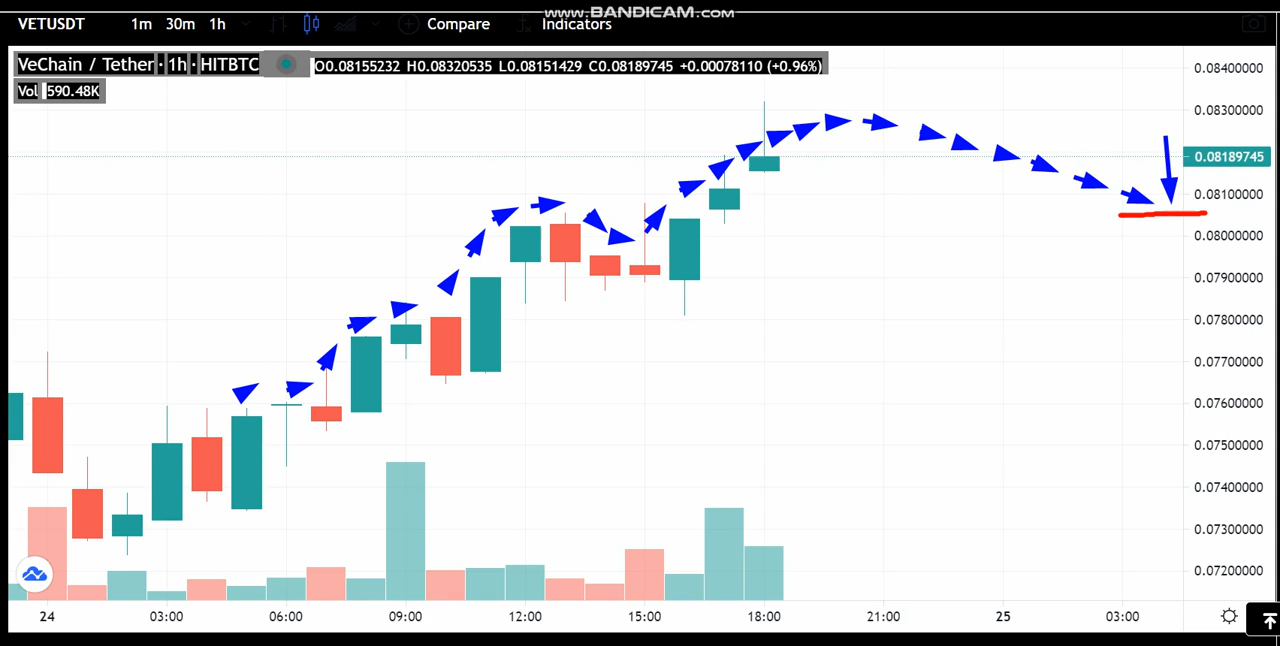 www.BANDICAM.com
VETUSDT 1m 30m 1h Compare Indicators
VeChain / Tether · 1h · HITBTC O0.08155232 H0.08320535 L0.08151429 C0.08189745 +0.00078110 (+0.96%)
Vol 590.48K
0.08400000
0.08300000
0.08189745
0.08100000
0.08000000
0.07900000
0.07800000
0.07700000
0.07600000
0.07500000
0.07400000
0.07300000
0.07200000
24 03:00 06:00 09:00 12:00 15:00 18:00 21:00 25 03:00